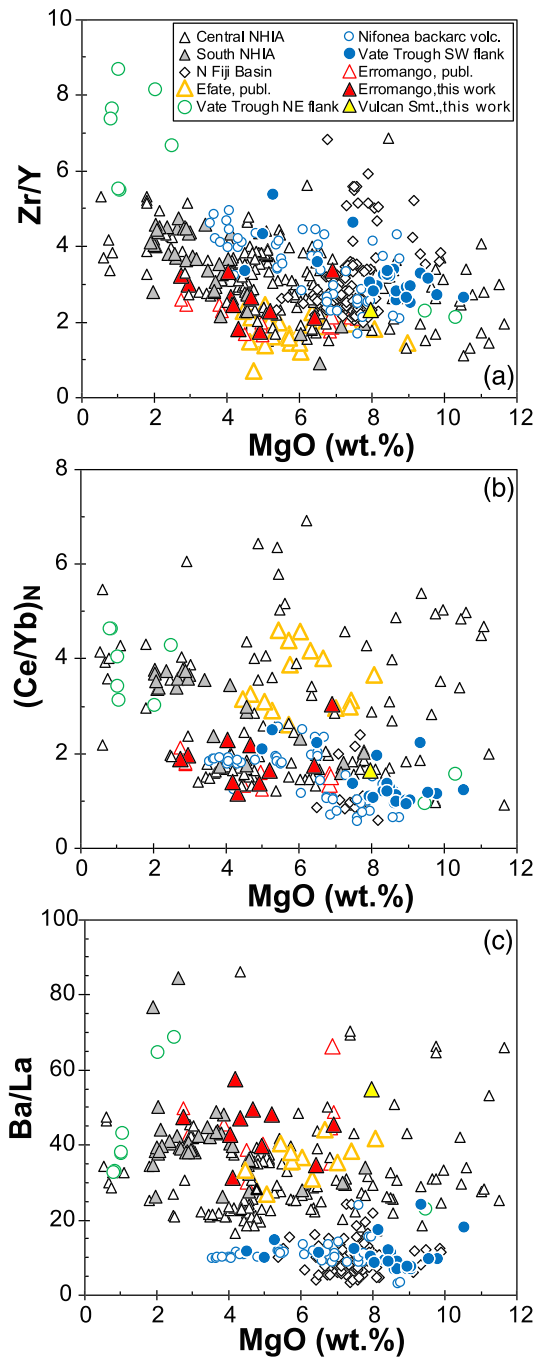 Central NHIA Nifonea backarc volc.
South NHIA Vate Trough SW flank
N Fiji Basin Erromango, publ.
Efate, publ. Erromango,this work
Vate Trough NE flank Vulcan Smt.,this work
10
8
6
4
2
0
Zr/Y
(a)
0 2 4 6 8 10 12
MgO (wt.%)
8
6
4
2
0
(Ce/Yb)N
(b)
0 2 4 6 8 10 12
MgO (wt.%)
100
80
60
40
20
0
Ba/La
(c)
0 2 4 6 8 10 12
MgO (wt.%)